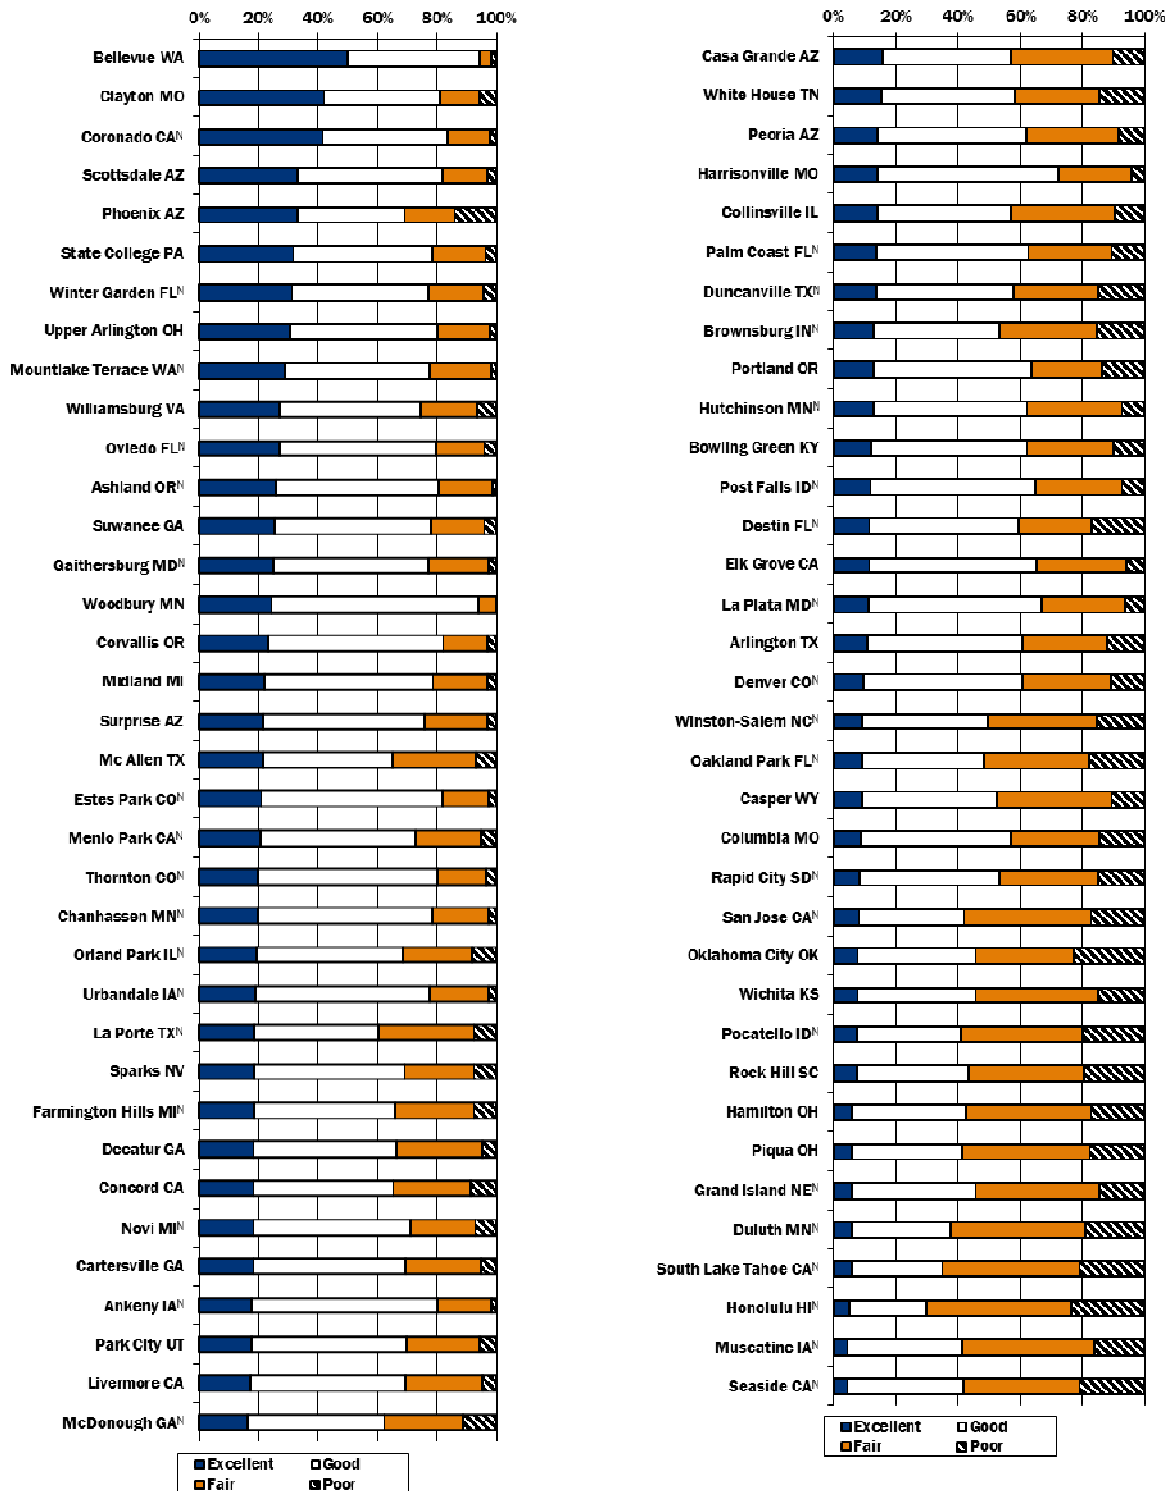 0% 20% 40% 60% 80% 100%
Bellevue WA
Clayton MO
Coronado CAᴺ
Scottsdale AZ
Phoenix AZ
State College PA
Winter Garden FLᴺ
Upper Arlington OH
Mountlake Terrace WAᴺ
Williamsburg VA
Oviedo FLᴺ
Ashland ORᴺ
Suwanee GA
Gaithersburg MDᴺ
Woodbury MN
Corvallis OR
Midland MI
Surprise AZ
Mc Allen TX
Estes Park COᴺ
Menlo Park CAᴺ
Thornton COᴺ
Chanhassen MNᴺ
Orland Park ILᴺ
Urbandale IAᴺ
La Porte TXᴺ
Sparks NV
Farmington Hills MIᴺ
Decatur GA
Concord CA
Novi MIᴺ
Cartersville GA
Ankeny IAᴺ
Park City UT
Livermore CA
McDonough GAᴺ
Excellent Good
Fair Poor
0% 20% 40% 60% 80% 100%
Casa Grande AZ
White House TN
Peoria AZ
Harrisonville MO
Collinsville IL
Palm Coast FLᴺ
Duncanville TXᴺ
Brownsburg INᴺ
Portland OR
Hutchinson MNᴺ
Bowling Green KY
Post Falls IDᴺ
Destin FLᴺ
Elk Grove CA
La Plata MDᴺ
Arlington TX
Denver COᴺ
Winston-Salem NCᴺ
Oakland Park FLᴺ
Casper WY
Columbia MO
Rapid City SDᴺ
San Jose CAᴺ
Oklahoma City OK
Wichita KS
Pocatello IDᴺ
Rock Hill SC
Hamilton OH
Piqua OH
Grand Island NEᴺ
Duluth MNᴺ
South Lake Tahoe CAᴺ
Honolulu HIᴺ
Muscatine IAᴺ
Seaside CAᴺ
Excellent Good
Fair Poor